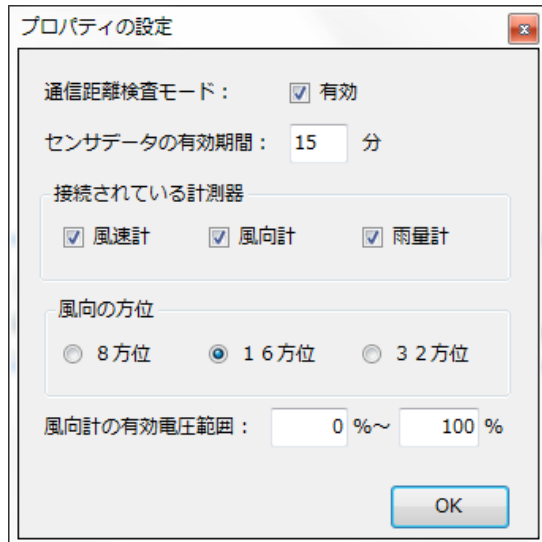 プロパティの設定
通信距離検査モード： 有効
センサデータの有効期間： 15 分
接続されている計測器
風速計 風向計 雨量計
風向の方位
８方位 １６方位 ３２方位
風向計の有効電圧範囲： 0 %～ 100 %
OK